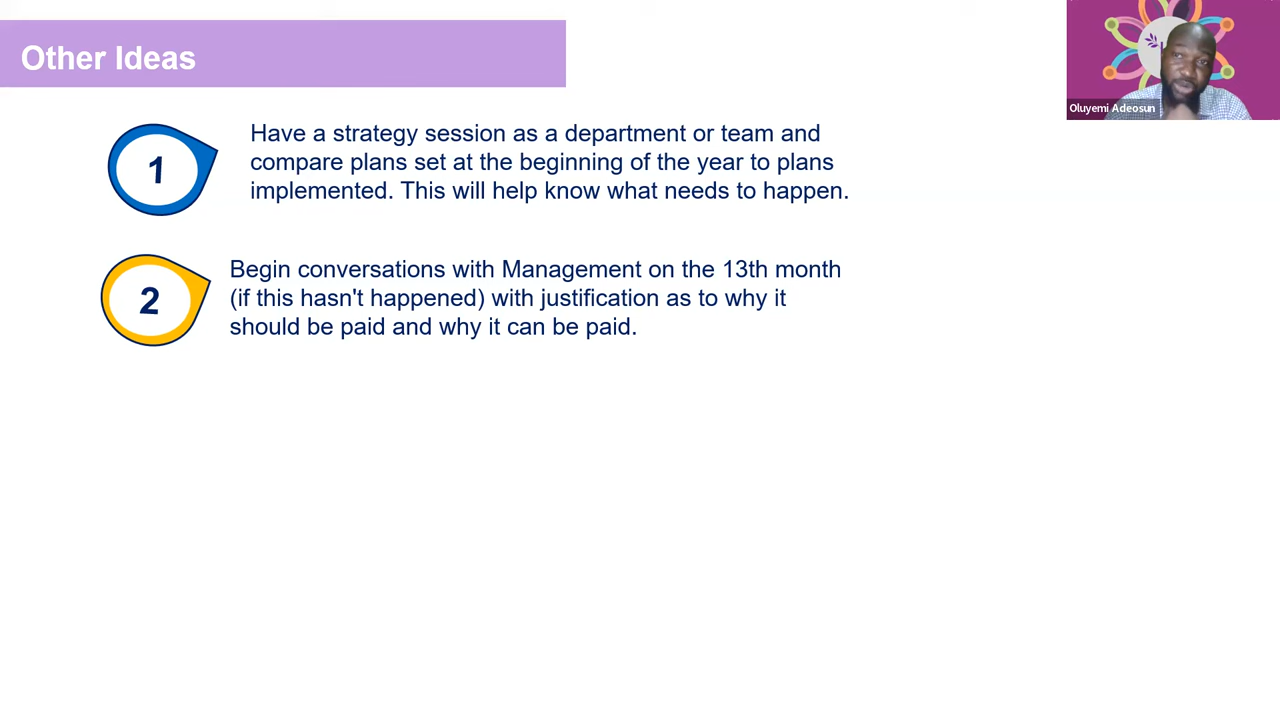 Other Ideas
Oluyemi Adeosun
1
Have a strategy session as a department or team and
compare plans set at the beginning of the year to plans
implemented. This will help know what needs to happen.
2
Begin conversations with Management on the 13th month
(if this hasn't happened) with justification as to why it
should be paid and why it can be paid.